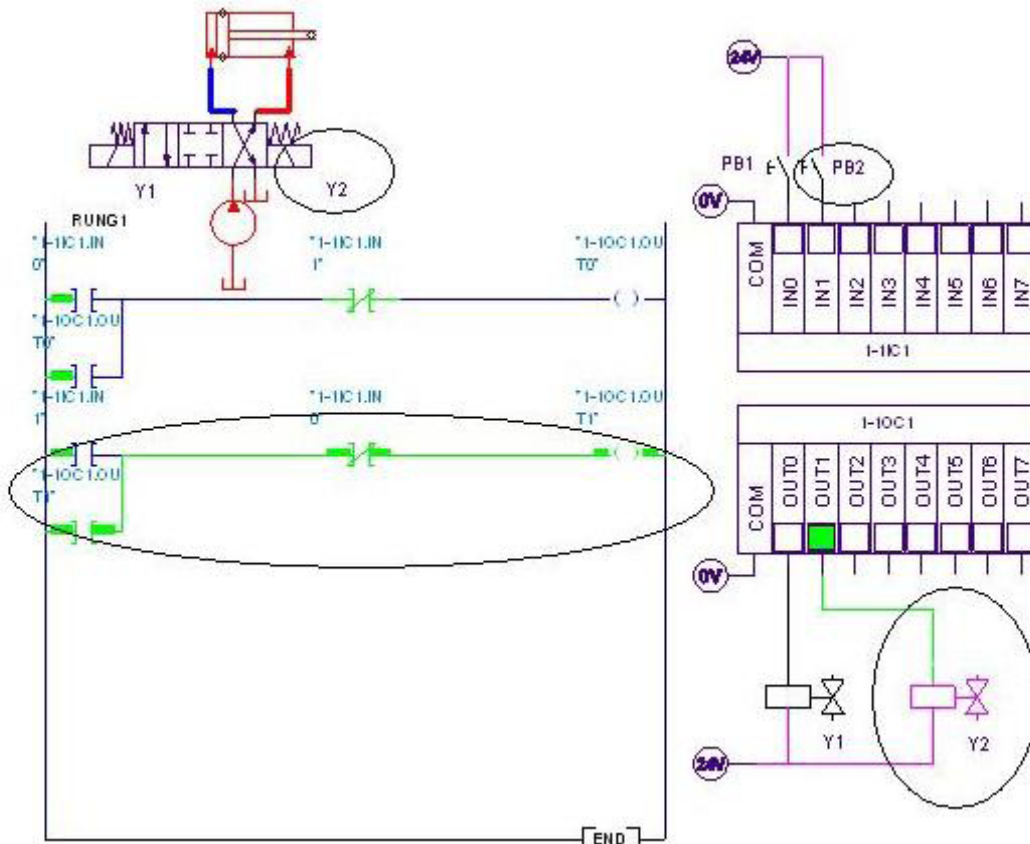 Y1
Y2
RUNG1
"1-1IC1.IN
0"
"1-1IC1.IN
1"
"1-1OC1.OU
T0"
"1-1OC1.OU
T0"
"1-1IC1.IN
1"
"1-1IC1.IN
0"
"1-1OC1.OU
T1"
"1-1OC1.OU
T1"
END
24V
PB1
PB2
0V
COM
IN0
IN1
IN2
IN3
IN4
IN5
IN6
IN7
1-1IC1
1-1OC1
COM
OUT0
OUT1
OUT2
OUT3
OUT4
OUT5
OUT6
OUT7
0V
Y1
Y2
24V